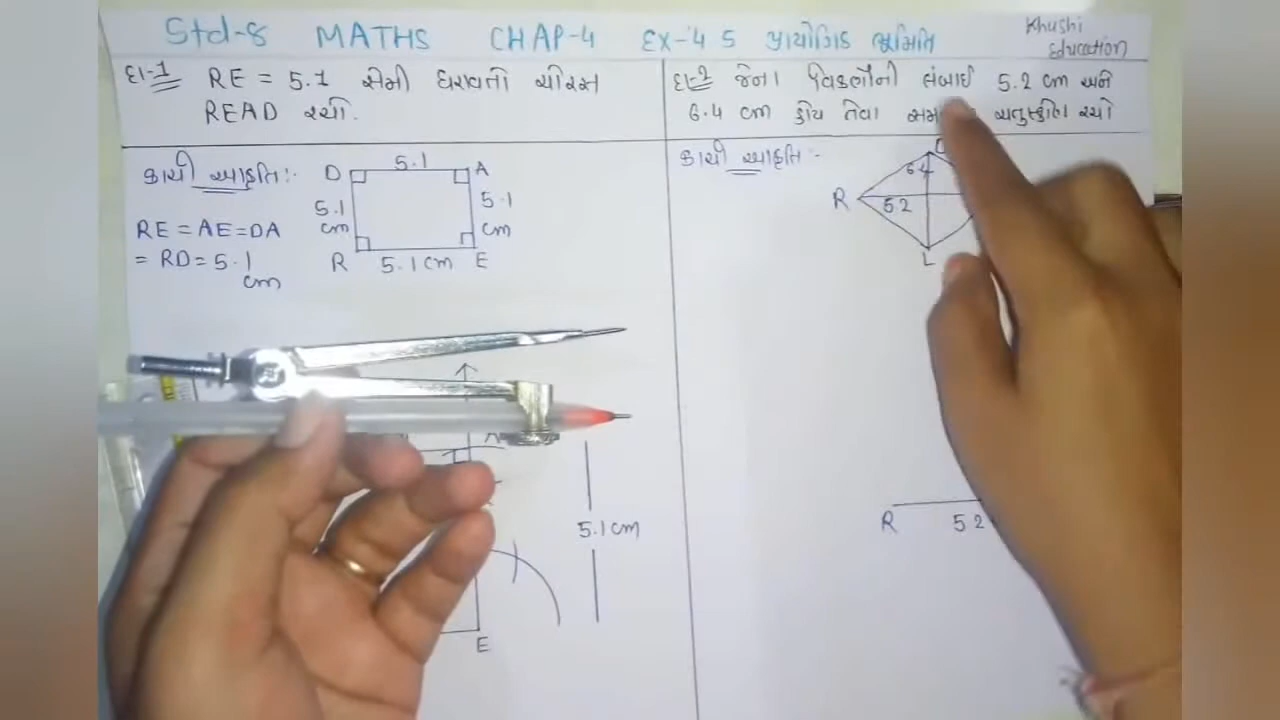 Std-8 MATHS CHAP-4 EX-4 5 પ્રાયોગિક ભૂમિતિ
Khushi
Education
દા-1 RE = 5.1 સેમી ધરાવતો ચોરસ
READ રચો.
કાચી આકૃતિ:-
D 5.1 A
5.1
cm
5.1
cm
R 5.1 cm E
RE = AE = DA
= RD = 5.1
cm
5.1 cm
E
દા-2 જેના વિકર્ણોની લંબાઈ 5.2 cm અને
6.4 cm હોય તેવા ચતુષ્કોણ રચો
કાચી આકૃતિ:-
6.4
R 5.2
L
R 5 2